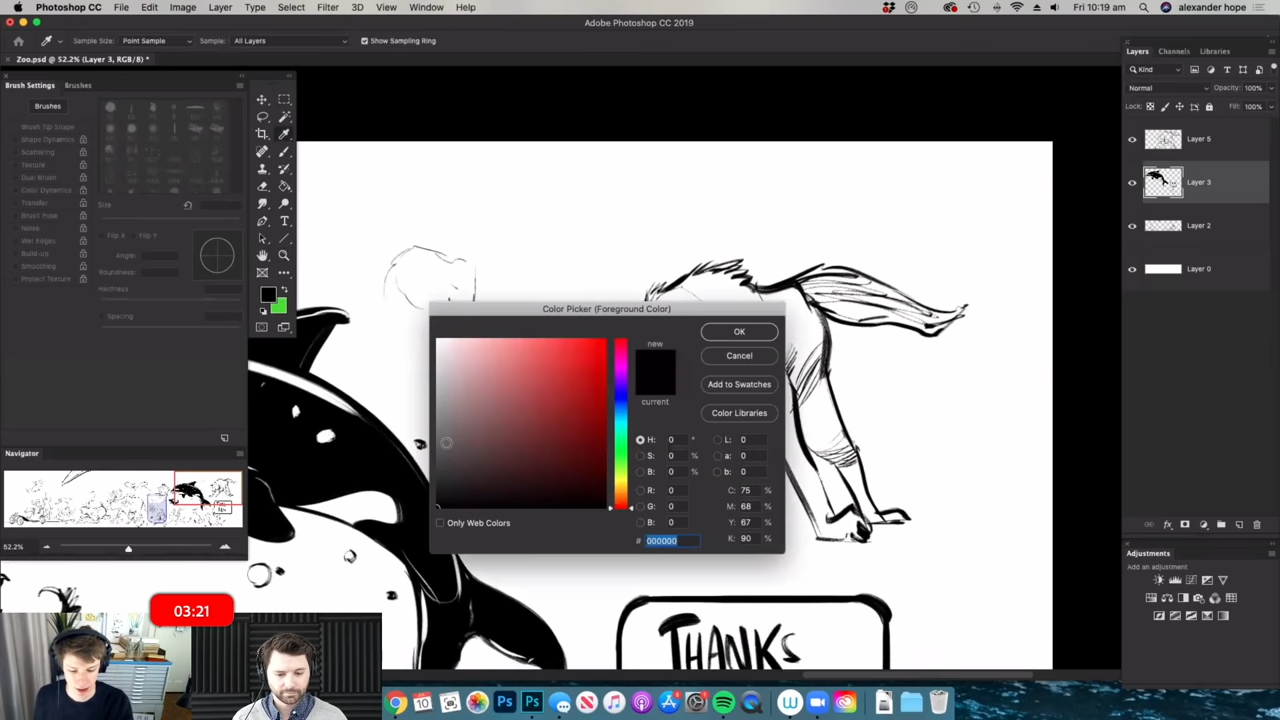 Photoshop CC File Edit Image Layer Type Select Filter 3D View Window Help Fri 10:19 am alexander hope
Adobe Photoshop CC 2019
Sample Size: Point Sample Sample: All Layers Show Sampling Ring
Zoo.psd @ 52.2% (Layer 3, RGB/8) *
Brush Settings Brushes
Brushes
Brush Tip Shape
Shape Dynamics
Scattering
Texture
Dual Brush
Color Dynamics
Transfer
Brush Pose
Noise
Wet Edges
Build-up
Smoothing
Protect Texture
Size
Flip X Flip Y
Angle:
Roundness:
Hardness
Spacing
Navigator
52.2%
03:21
Color Picker (Foreground Color)
new
current
OK
Cancel
Add to Swatches
Color Libraries
H: 0 ° L: 0
S: 0 % a: 0
B: 0 % b: 0
R: 0 C: 75 %
G: 0 M: 68 %
B: 0 Y: 67 %
# 000000 K: 90 %
Only Web Colors
THANKS
Layers Channels Libraries
Kind
Normal Opacity: 100%
Lock: Fill: 100%
Layer 5
Layer 3
Layer 2
Layer 0
Adjustments
Add an adjustment